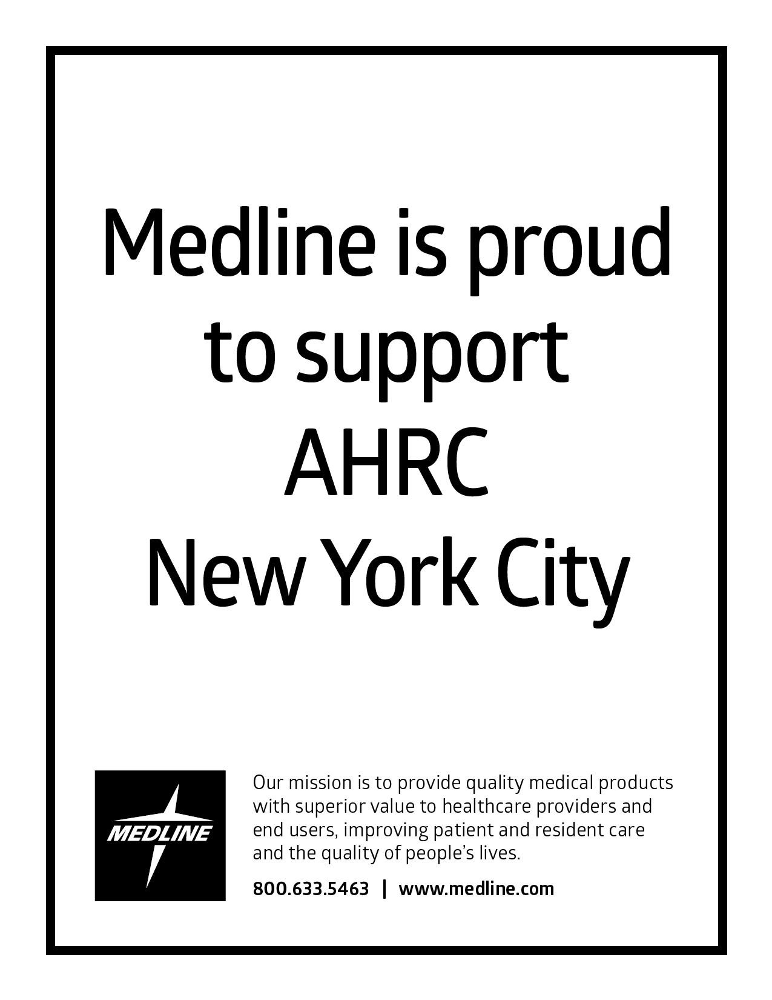 Medline is proud
to support
AHRC
New York City
MEDLINE
Our mission is to provide quality medical products
with superior value to healthcare providers and
end users, improving patient and resident care
and the quality of people’s lives.
800.633.5463 | www.medline.com